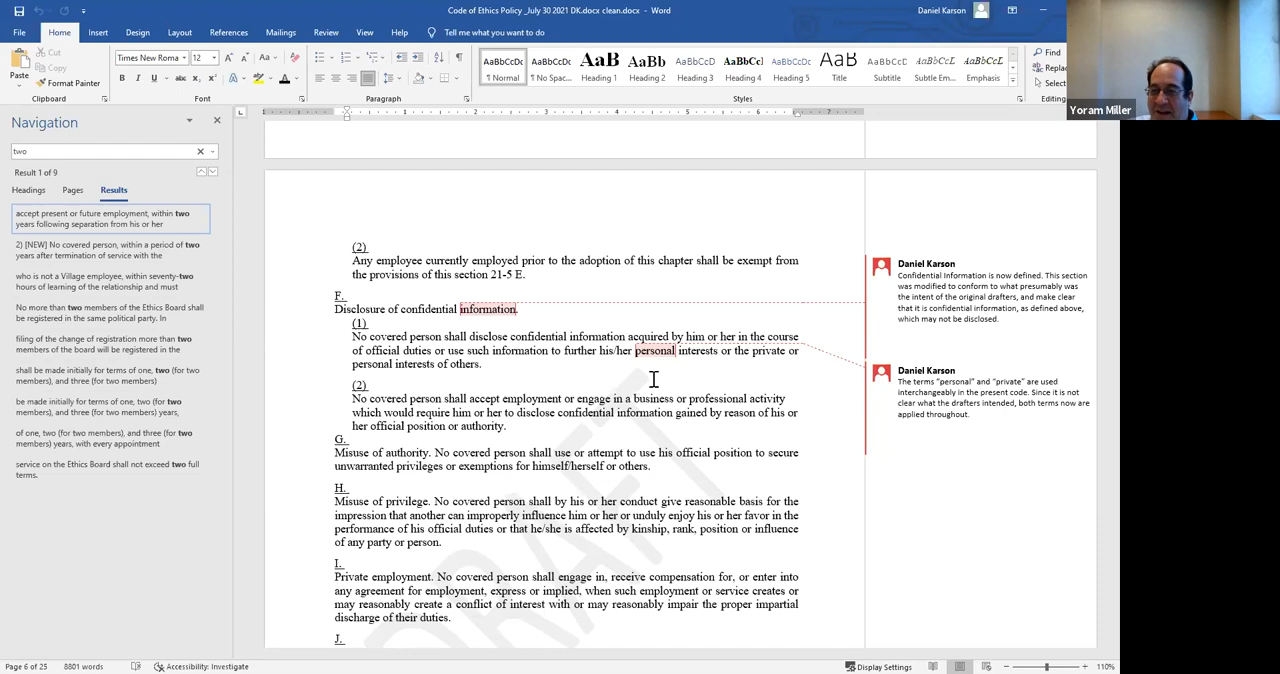 Code of Ethics Policy _July 30 2021 DK.docx clean.docx - Word
Daniel Karson
File Home Insert Design Layout References Mailings Review View Help Tell me what you want to do
Paste
Cut
Copy
Format Painter
Clipboard
Times New Roma 12
Font
Paragraph
AaBbCcDc AaBbCcDc AaBb AaBb AaBbCcD AaBbCcD AaBbCcDc AaB AaBbCcD AaBbCcL AaBbCcL
¶ Normal ¶ No Spac... Heading 1 Heading 2 Heading 3 Heading 4 Heading 5 Title Subtitle Subtle Em... Emphasis
Styles
Find
Replac
Select
Editing
Yoram Miller
Navigation
two
Result 1 of 9
Headings Pages Results
accept present or future employment, within two
years following separation from his or her
2) [NEW] No covered person, within a period of two
years after termination of service with the
who is not a Village employee, within seventy-two
hours of learning of the relationship and must
No more than two members of the Ethics Board shall
be registered in the same political party. In
filing of the change of registration more than two
members of the board will be registered in the
shall be made initially for terms of one, two (for two
members), and three (for two members)
be made initially for terms of one, two (for two
members), and three (for two members) years,
of one, two (for two members), and three (for two
members) years, with every appointment
service on the Ethics Board shall not exceed two full
terms.
(2)
Any employee currently employed prior to the adoption of this chapter shall be exempt from
the provisions of this section 21-5 E.
F.
Disclosure of confidential information.
(1)
No covered person shall disclose confidential information acquired by him or her in the course
of official duties or use such information to further his/her personal interests or the private or
personal interests of others.
(2)
No covered person shall accept employment or engage in a business or professional activity
which would require him or her to disclose confidential information gained by reason of his or
her official position or authority.
G.
Misuse of authority. No covered person shall use or attempt to use his official position to secure
unwarranted privileges or exemptions for himself/herself or others.
H.
Misuse of privilege. No covered person shall by his or her conduct give reasonable basis for the
impression that another can improperly influence him or her or unduly enjoy his or her favor in the
performance of his official duties or that he/she is affected by kinship, rank, position or influence
of any party or person.
I.
Private employment. No covered person shall engage in, receive compensation for, or enter into
any agreement for employment, express or implied, when such employment or service creates or
may reasonably create a conflict of interest with or may reasonably impair the proper impartial
discharge of their duties.
J.
DRAFT
Daniel Karson
Confidential Information is now defined. This section
was modified to conform to what presumably was
the intent of the original drafters, and make clear
that it is confidential information, as defined above,
which may not be disclosed.
Daniel Karson
The terms “personal” and “private” are used
interchangeably in the present code. Since it is not
clear what the drafters intended, both terms now are
applied throughout.
Page 6 of 25 8801 words Accessibility: Investigate
Display Settings 110%